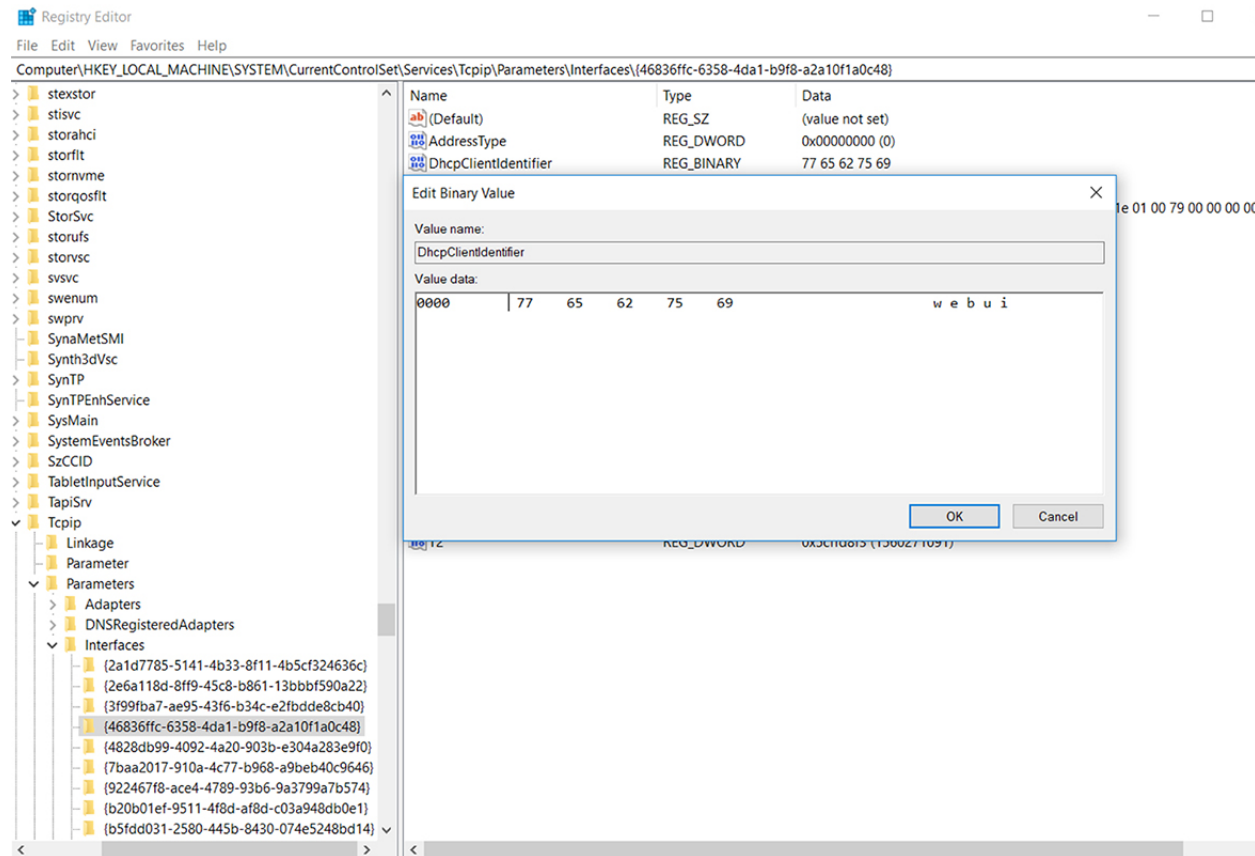 Registry Editor
File Edit View Favorites Help
Computer\HKEY_LOCAL_MACHINE\SYSTEM\CurrentControlSet\Services\Tcpip\Parameters\Interfaces\{46836ffc-6358-4da1-b9f8-a2a10f1a0c48}
stexstor
stisvc
storahci
storflt
stornvme
storqosflt
StorSvc
storufs
storvsc
svsvc
swenum
swprv
SynaMetSMI
Synth3dVsc
SynTP
SynTPEnhService
SysMain
SystemEventsBroker
SzCCID
TabletInputService
TapiSrv
Tcpip
Linkage
Parameter
Parameters
Adapters
DNSRegisteredAdapters
Interfaces
{2a1d7785-5141-4b33-8f11-4b5cf324636c}
{2e6a118d-8ff9-45c8-b861-13bbbf590a22}
{3f99fba7-ae95-43f6-b34c-e2fbdde8cb40}
{46836ffc-6358-4da1-b9f8-a2a10f1a0c48}
{4828db99-4092-4a20-903b-e304a283e9f0}
{7baa2017-910a-4c77-b968-a9beb40c9646}
{922467f8-ace4-4789-93b6-9a3799a7b574}
{b20b01ef-9511-4f8d-af8d-c03a948db0e1}
{b5fdd031-2580-445b-8430-074e5248bd14}
Name Type Data
(Default) REG_SZ (value not set)
AddressType REG_DWORD 0x00000000 (0)
DhcpClientIdentifier REG_BINARY 77 65 62 75 69
01 00 79 00 00 00
Edit Binary Value
Value name:
DhcpClientIdentifier
Value data:
0000 77 65 62 75 69 w e b u i
OK Cancel
REG_DWORD